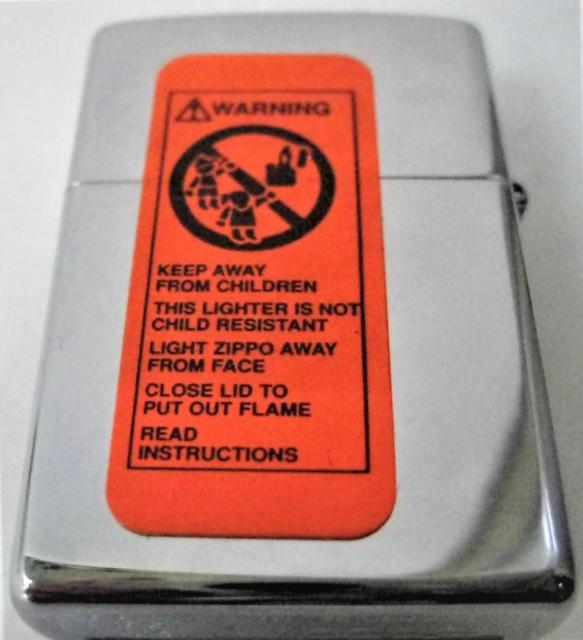 WARNING
KEEP AWAY
FROM CHILDREN
THIS LIGHTER IS NOT
CHILD RESISTANT
LIGHT ZIPPO AWAY
FROM FACE
CLOSE LID TO
PUT OUT FLAME
READ
INSTRUCTIONS